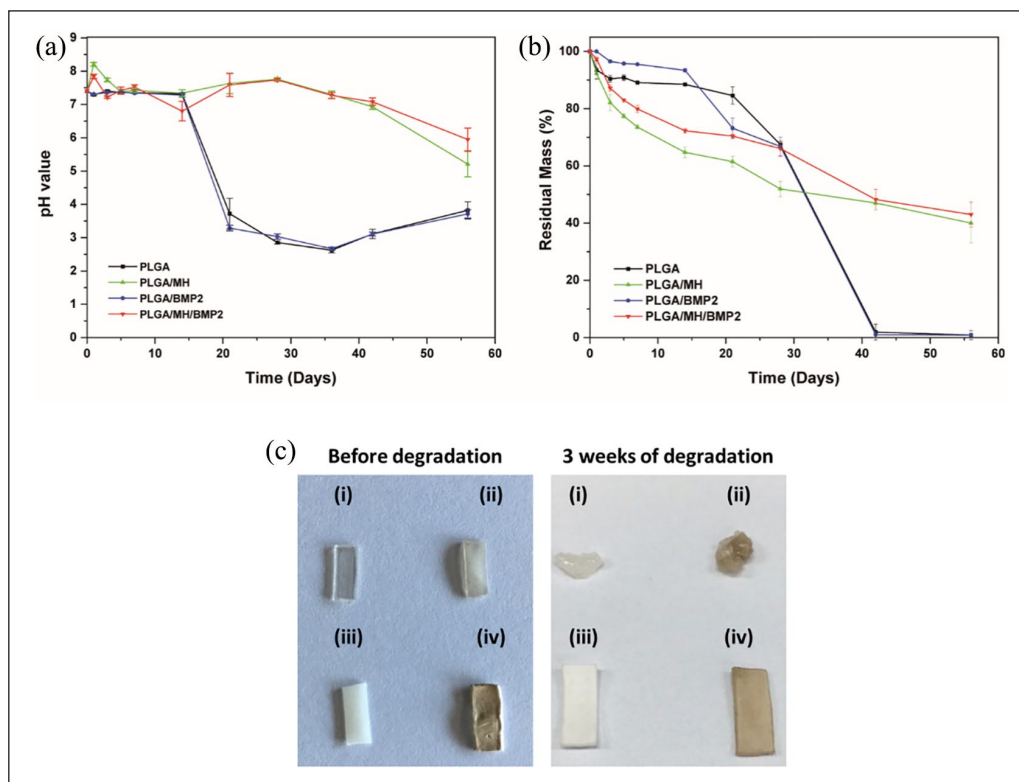 (a)
9
8
7
6
5
4
3
2
1
0
pH value
PLGA
PLGA/MH
PLGA/BMP2
PLGA/MH/BMP2
0 10 20 30 40 50 60
Time (Days)
(b)
100
80
60
40
20
0
Residual Mass (%)
PLGA
PLGA/MH
PLGA/BMP2
PLGA/MH/BMP2
0 10 20 30 40 50 60
Time (Days)
(c)
Before degradation
(i) (ii)
(iii) (iv)
3 weeks of degradation
(i) (ii)
(iii) (iv)